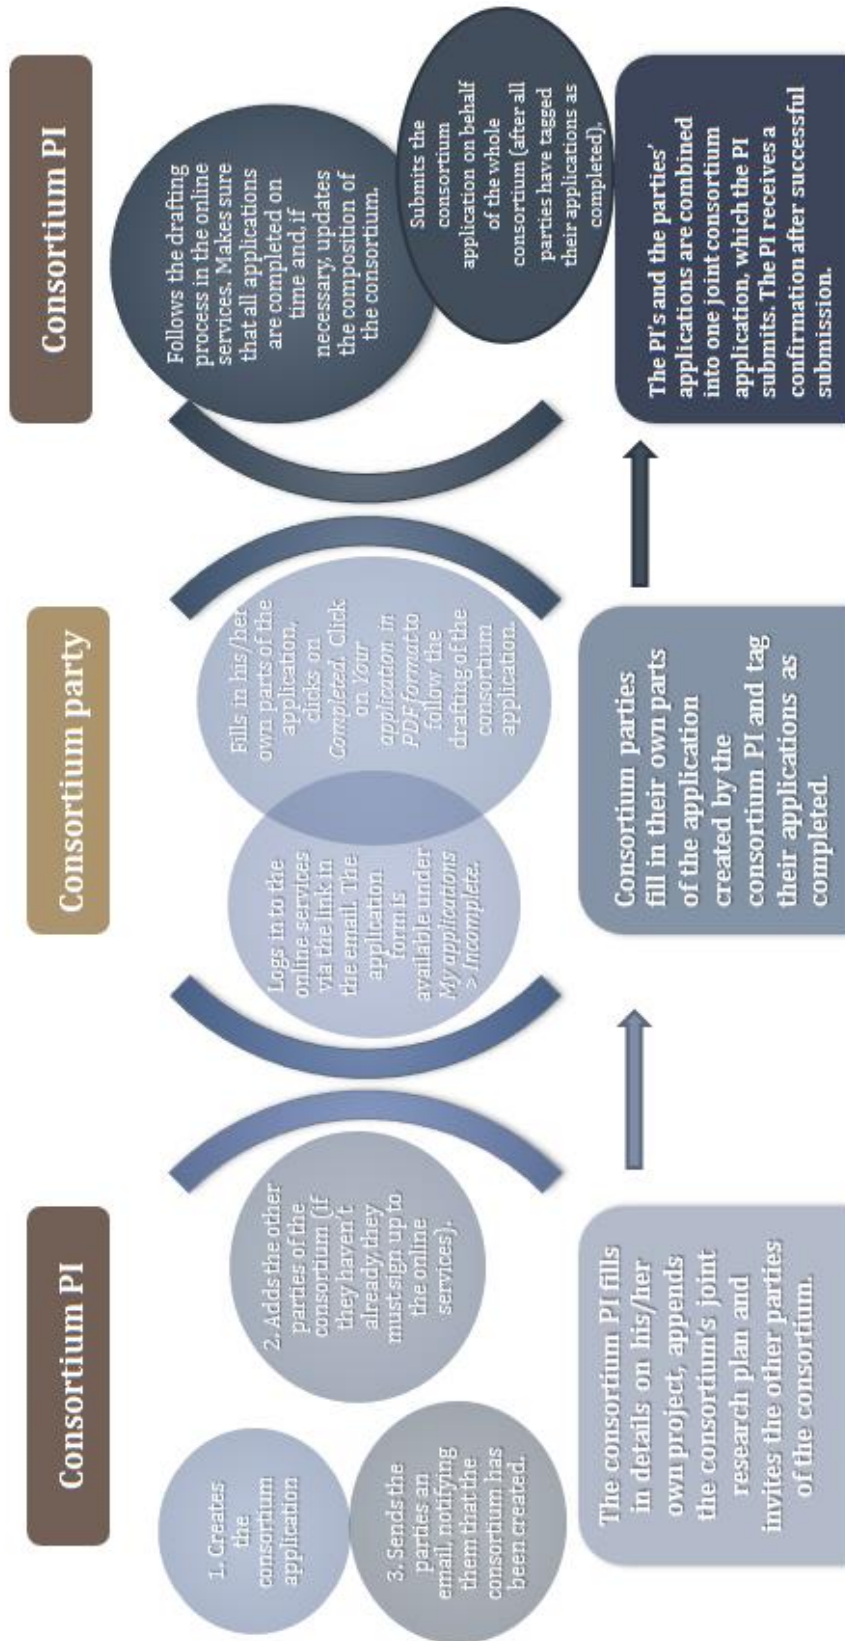 Consortium PI
1. Creates
the
consortium
application
2. Adds the other
parties of the
consortium (if
they haven't
already, they
must sign up to
the online
services).
3. Sends the
parties an
email, notifying
them that the
consortium has
been created.
The consortium PI fills
in details on his/her
own project, appends
the consortium's joint
research plan and
invites the other parties
of the consortium.
Consortium party
Logs in to the
online services
via the link in
the email. The
application
form is
available under
My applications
> Incomplete.
Fills in his/her
own parts of the
application,
clicks on
Completed. Click
on Your
application in
PDF format to
follow the
drafting of the
consortium
application.
Consortium parties
fill in their own parts
of the application
created by the
consortium PI and tag
their applications as
completed.
Consortium PI
Follows the drafting
process in the online
services. Makes sure
that all applications
are completed on
time and, if
necessary, updates
the composition of
the consortium.
Submits the
consortium
application on behalf
of the whole
consortium (after all
parties have tagged
their applications as
completed).
The PI's and the parties'
applications are combined
into one joint consortium
application, which the PI
submits. The PI receives a
confirmation after successful
submission.